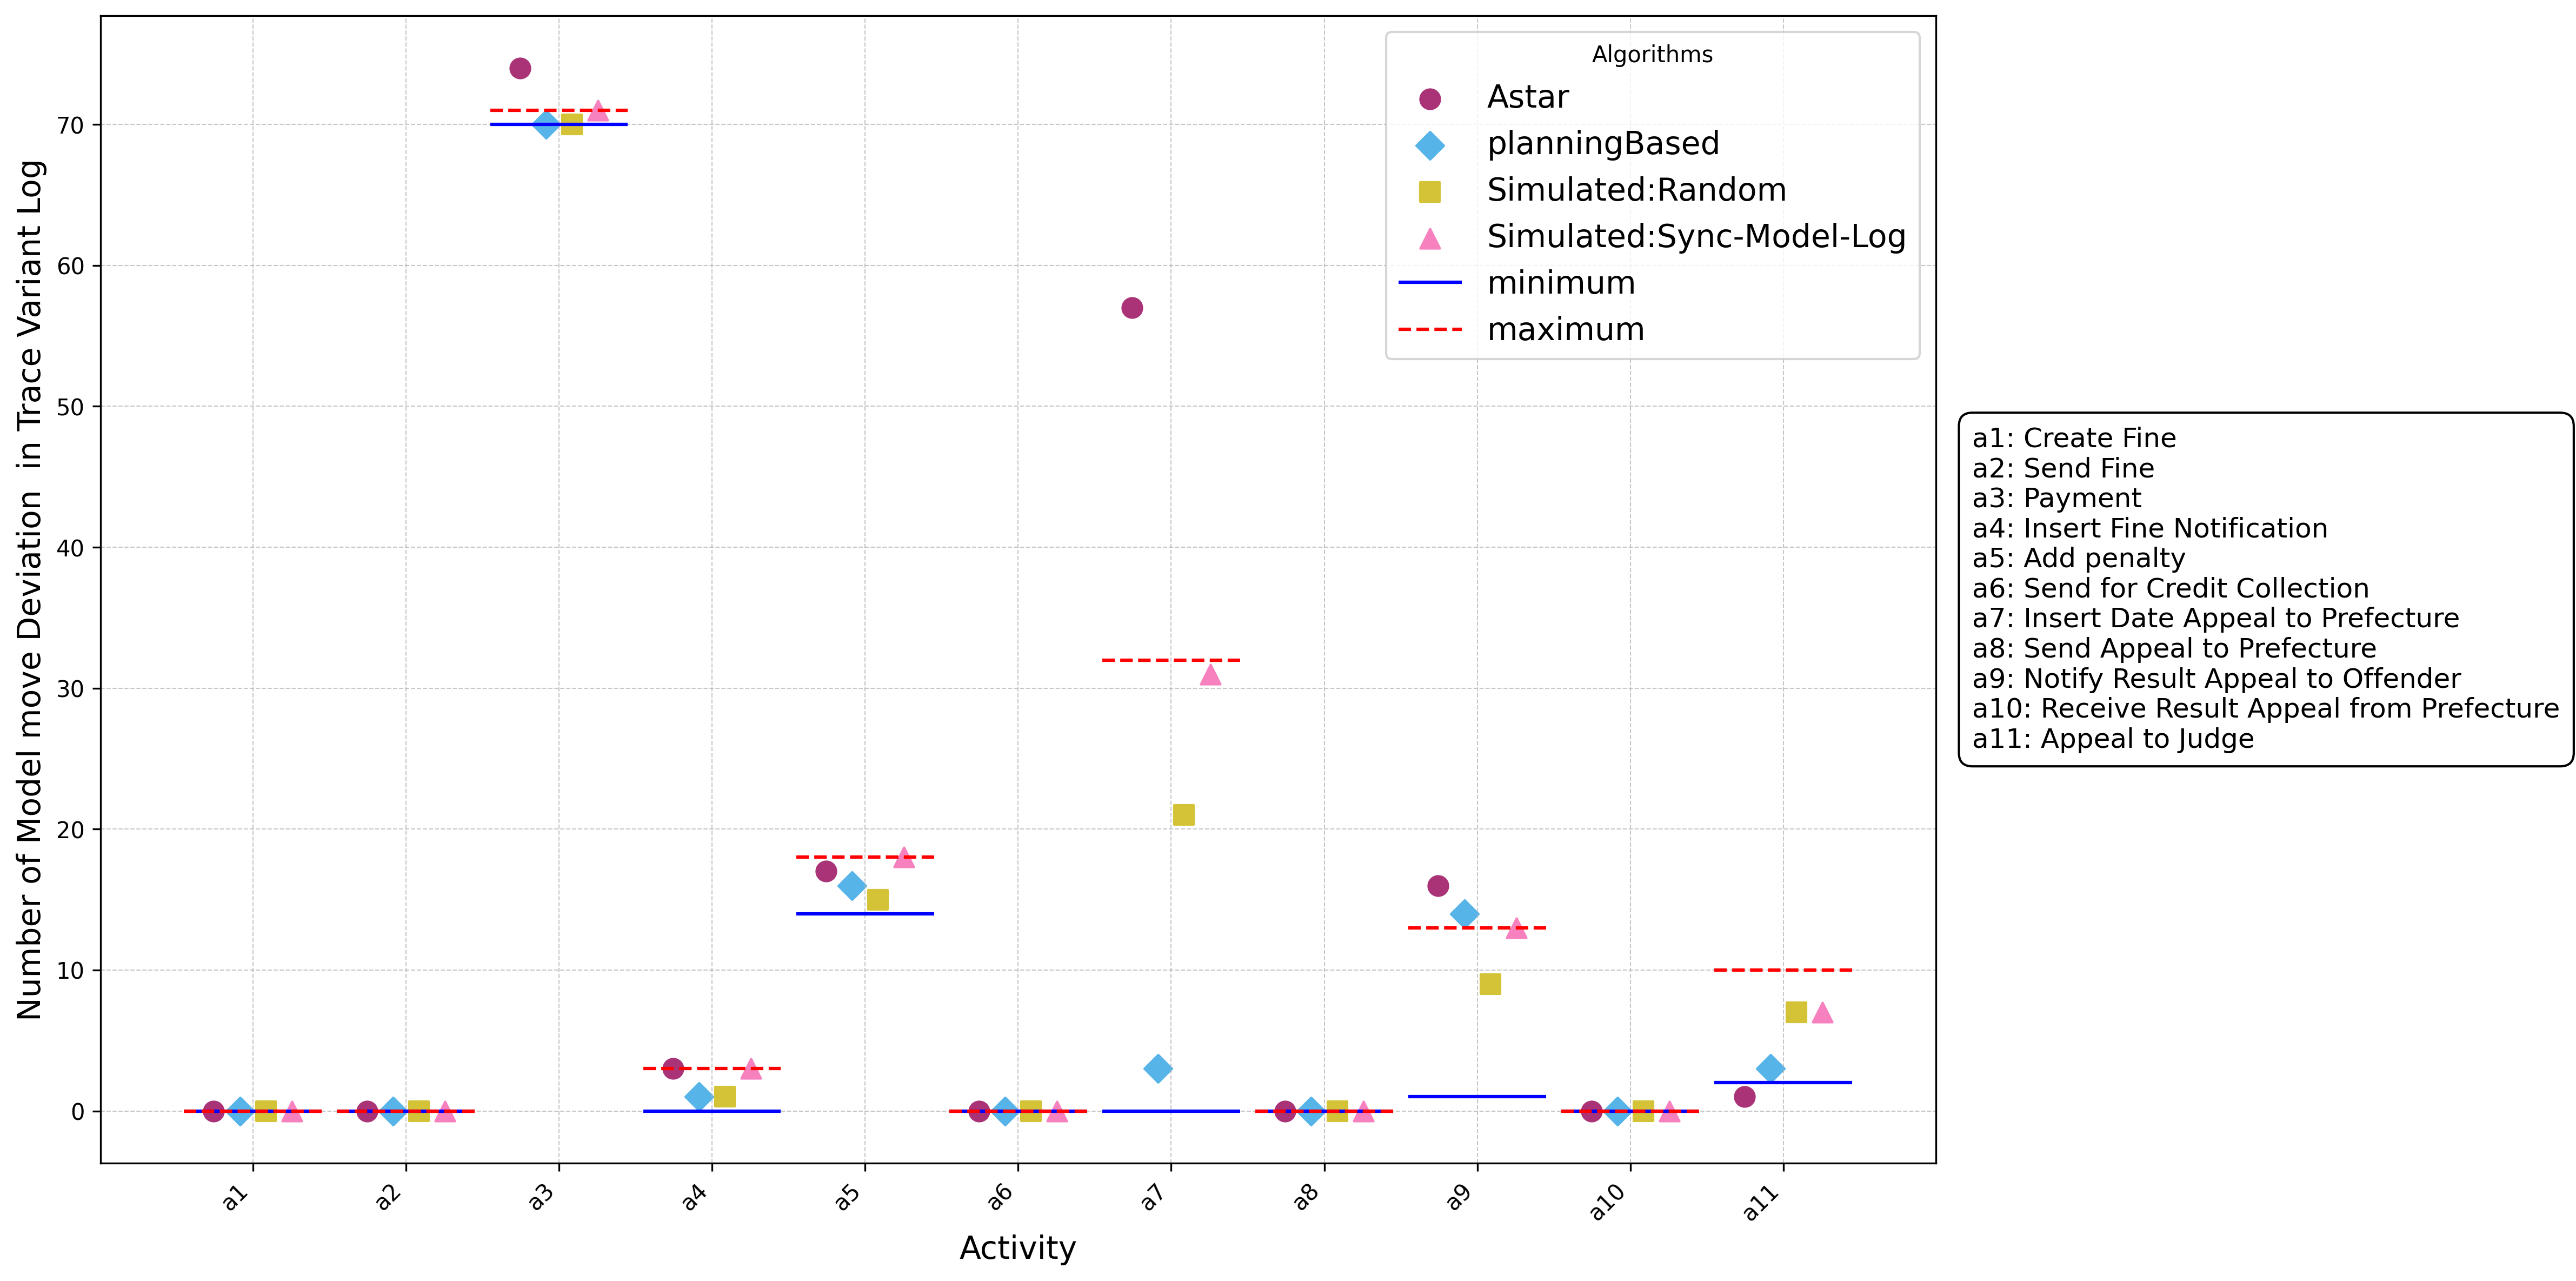 Number of Model move Deviation  in Trace Variant Log
70
60
50
40
30
20
10
0
a1
a2
a3
a4
a5
a6
a7
a8
a9
a10
a11
Activity
Algorithms
Astar
planningBased
Simulated:Random
Simulated:Sync-Model-Log
minimum
maximum
a1: Create Fine
a2: Send Fine
a3: Payment
a4: Insert Fine Notification
a5: Add penalty
a6: Send for Credit Collection
a7: Insert Date Appeal to Prefecture
a8: Send Appeal to Prefecture
a9: Notify Result Appeal to Offender
a10: Receive Result Appeal from Prefecture
a11: Appeal to Judge